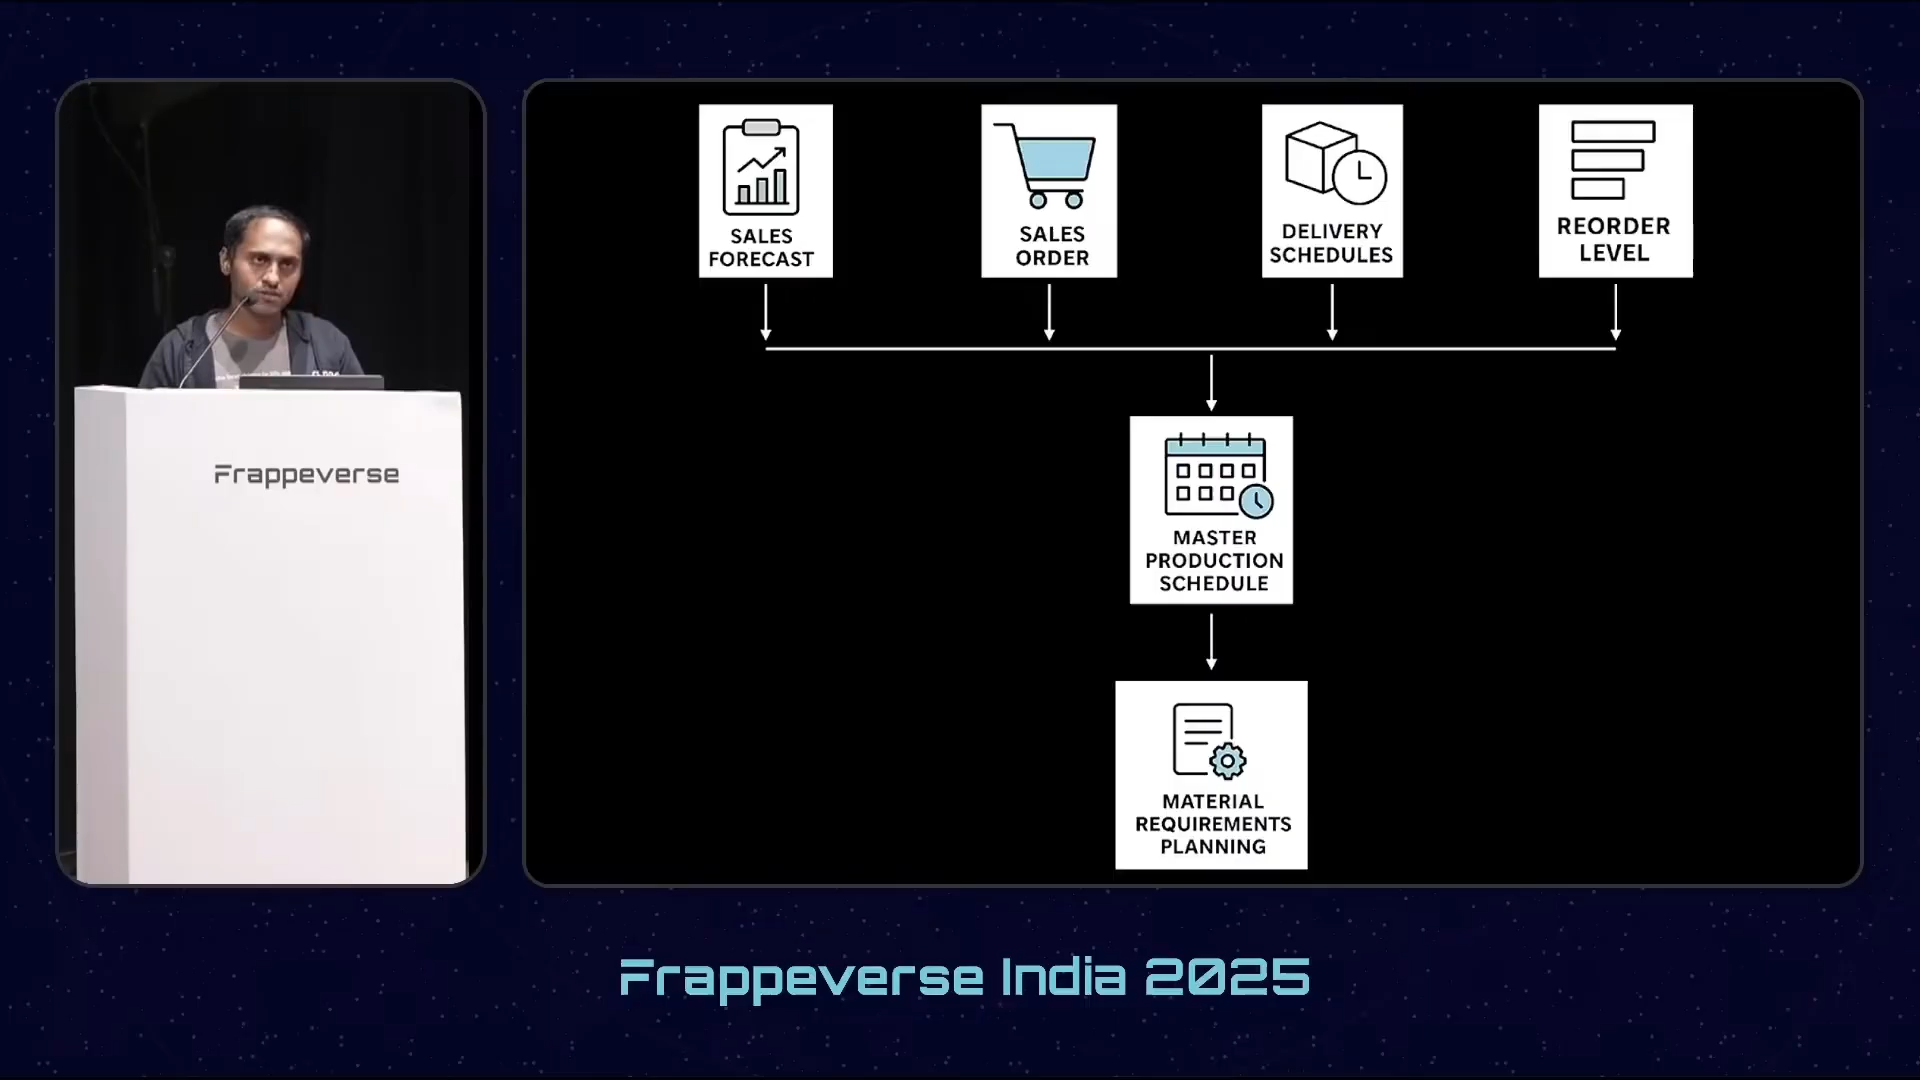 SALES
FORECAST
SALES
ORDER
DELIVERY
SCHEDULES
REORDER
LEVEL
MASTER
PRODUCTION
SCHEDULE
MATERIAL
REQUIREMENTS
PLANNING
Frappeverse
Frappeverse India 2025